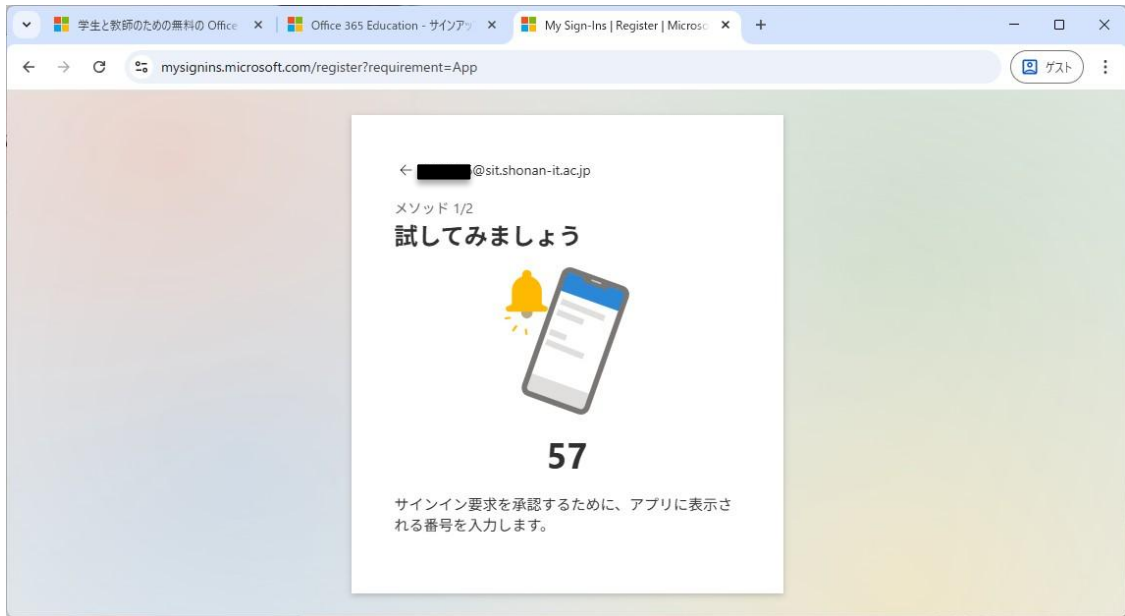 学生と教師のための無料の Office
Office 365 Education - サインアッ
My Sign-Ins | Register | Microso
mysignins.microsoft.com/register?requirement=App
ゲスト
@sit.shonan-it.ac.jp
メソッド 1/2
試してみましょう
57
サインイン要求を承認するために、アプリに表示さ
れる番号を入力します。